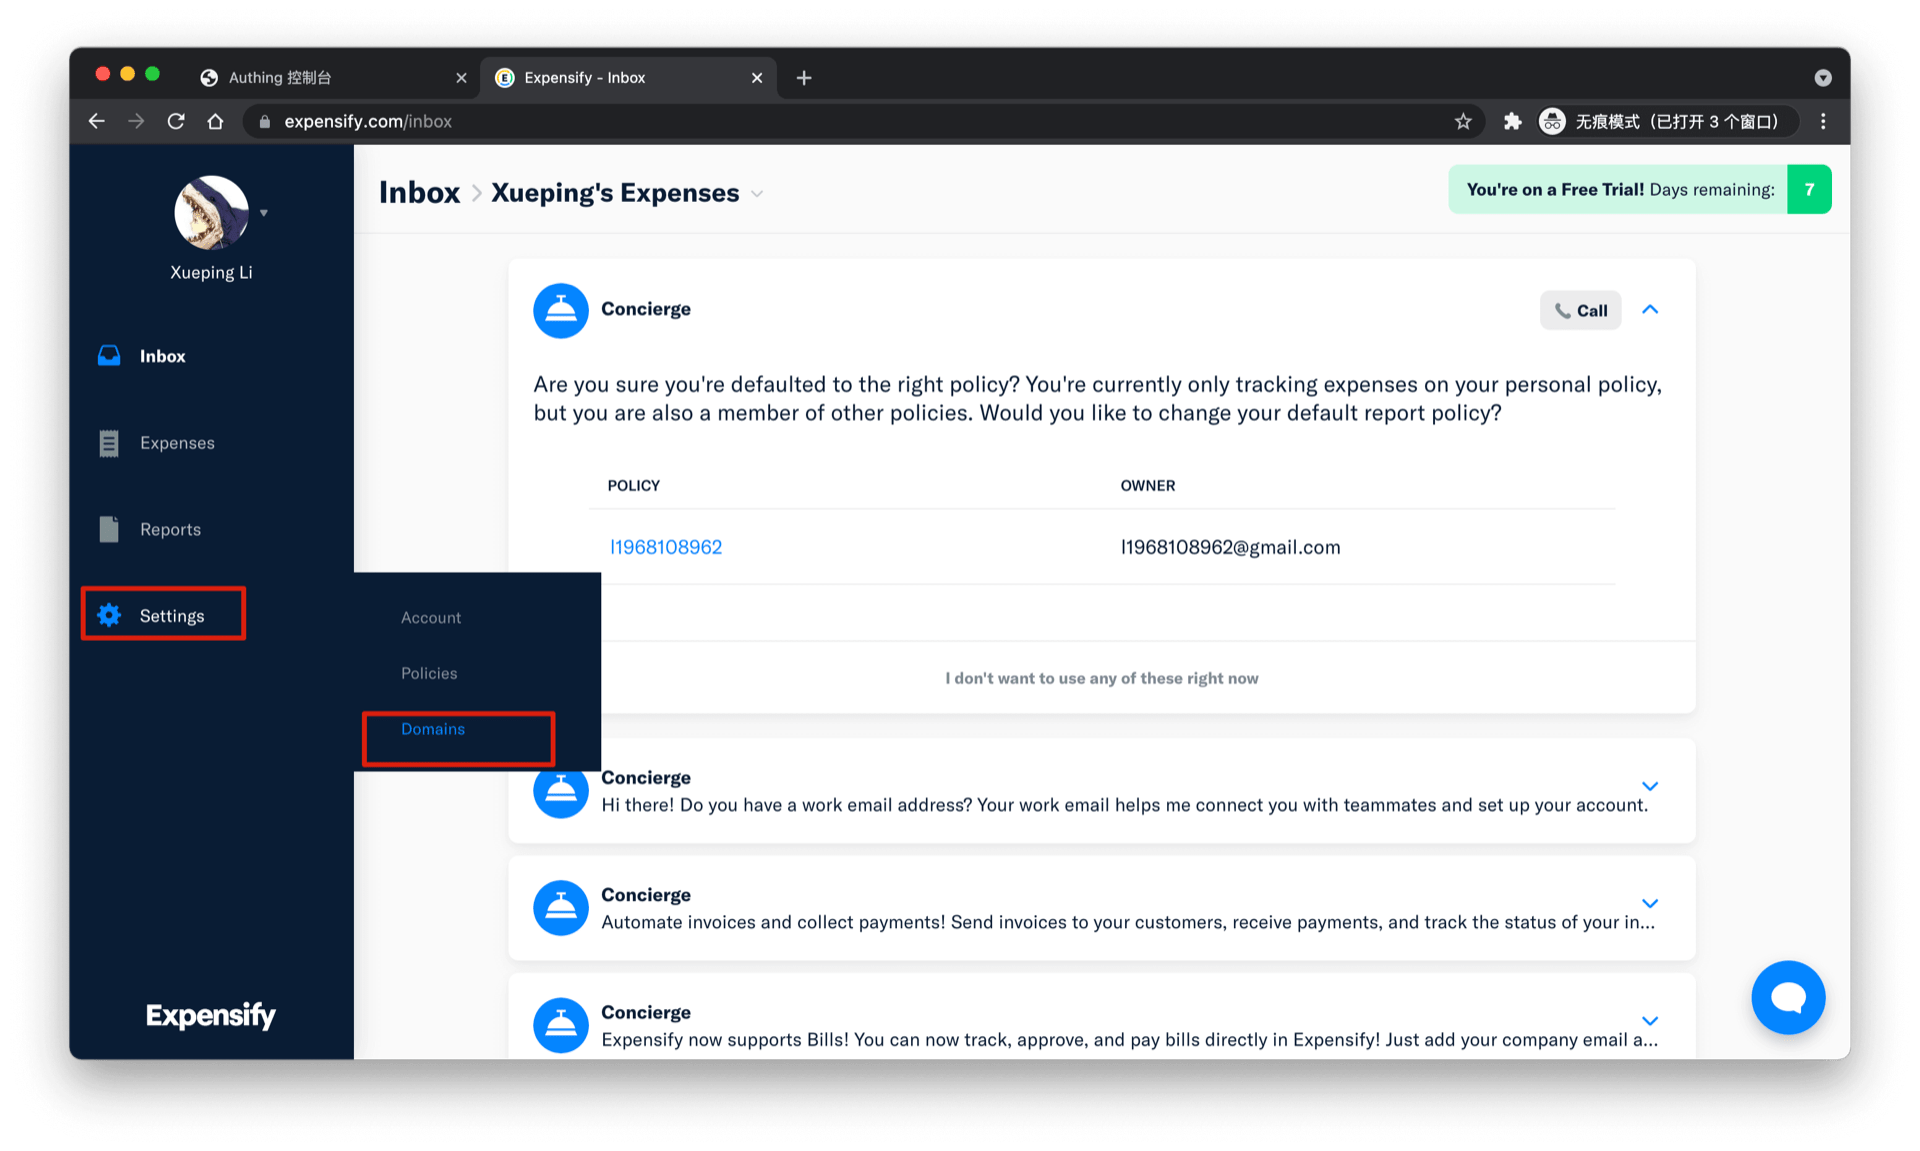 Authing 控制台
Expensify - Inbox
expensify.com/inbox
无痕模式（已打开 3 个窗口）
Xueping Li
Inbox
Expenses
Reports
Settings
Account
Policies
Domains
Expensify
Inbox > Xueping's Expenses
You're on a Free Trial! Days remaining: 7
Concierge
Call
Are you sure you're defaulted to the right policy? You're currently only tracking expenses on your personal policy,
but you are also a member of other policies. Would you like to change your default report policy?
POLICY OWNER
l1968108962 l1968108962@gmail.com
I don't want to use any of these right now
Concierge
Hi there! Do you have a work email address? Your work email helps me connect you with teammates and set up your account.
Concierge
Automate invoices and collect payments! Send invoices to your customers, receive payments, and track the status of your in...
Concierge
Expensify now supports Bills! You can now track, approve, and pay bills directly in Expensify! Just add your company email a...